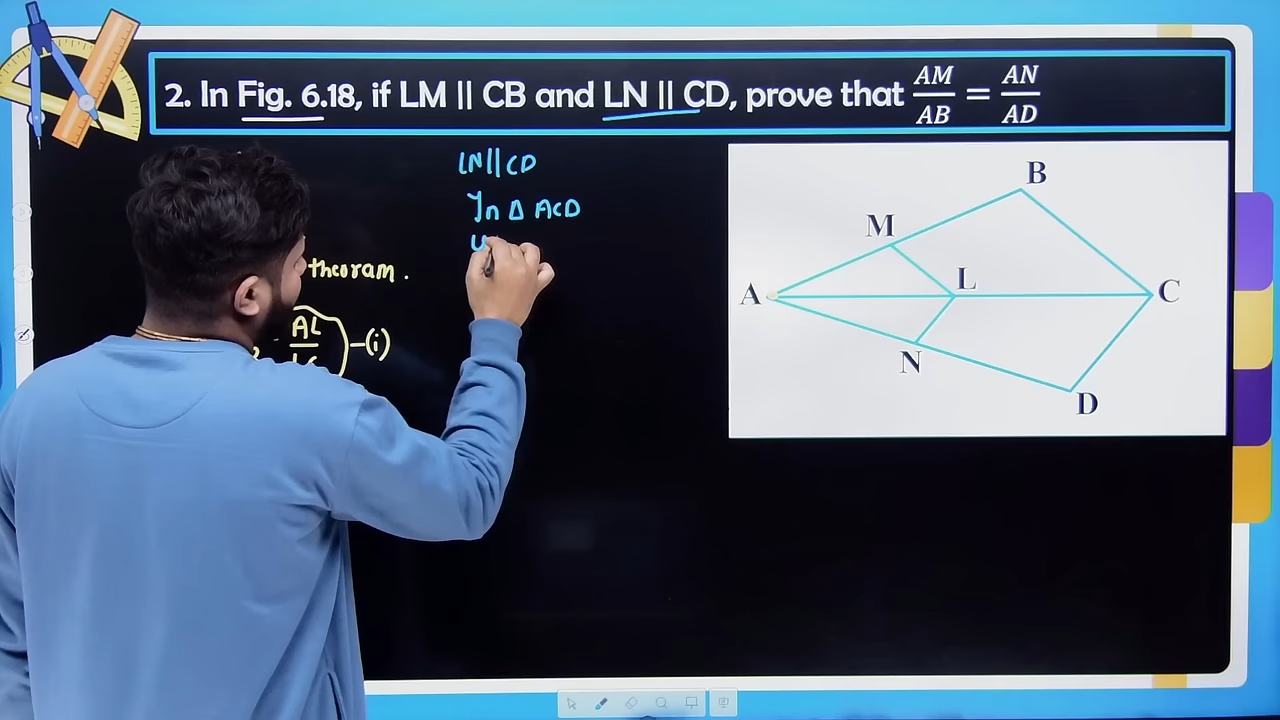 2. In Fig. 6.18, if LM || CB and LN || CD, prove that AM/AB = AN/AD
LN||CD
In Δ ACD
theoram.
AL
—(i)
B
M
A
L
C
N
D